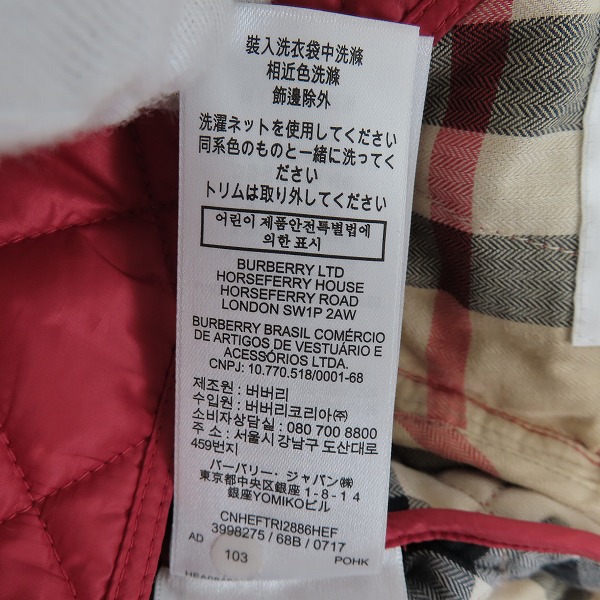 裝入洗衣袋中洗滌
相近色洗滌
飾邊除外
洗濯ネットを使用してください
同系色のものと一緒に洗ってく
ださい
トリムは取り外してください
어린이 제품안전특별법에
의한 표시
BURBERRY LTD
HORSEFERRY HOUSE
HORSEFERRY ROAD
LONDON SW1P 2AW
BURBERRY BRASIL COMÉRCIO
DE ARTIGOS DE VESTUÁRIO E
ACESSÓRIOS LTDA.
CNPJ: 10.770.518/0001-68
제조원 : 버버리
수입원 : 버버리코리아㈜
소비자상담실 : 080 700 8800
주 소 : 서울시 강남구 도산대로
459번지
バーバリー・ジャパン㈱
東京都中央区銀座 1-8-14
銀座YOMIKOビル
CNHEFTRI2886HEF
3998275 / 68B / 0717
AD 103 POHK